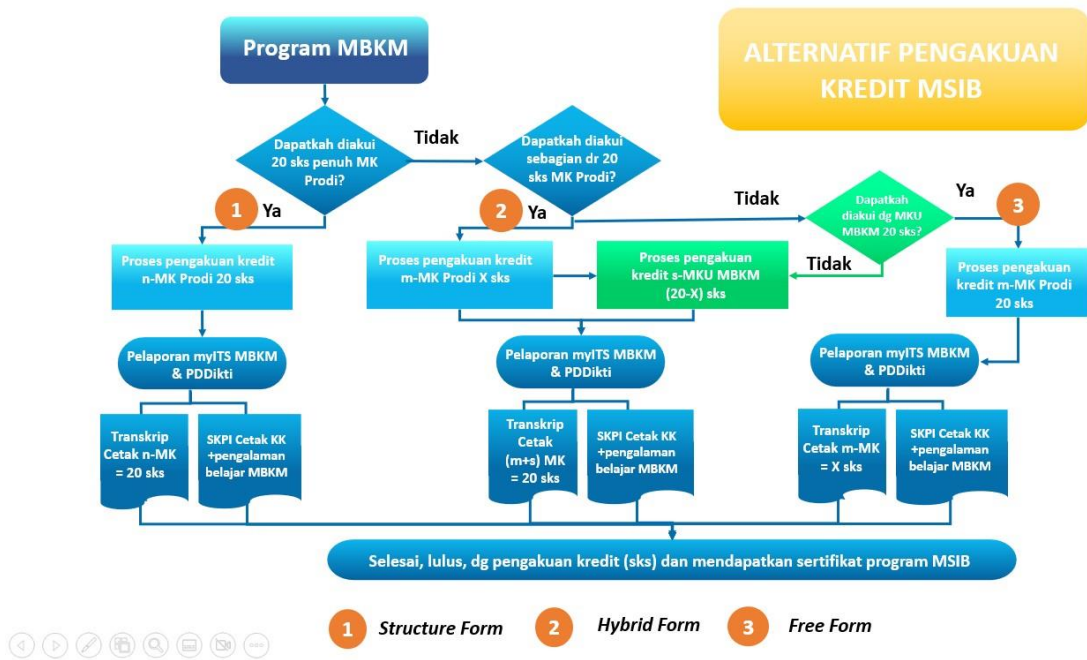 Program MBKM
ALTERNATIF PENGAKUAN
KREDIT MSIB
Dapatkah diakui
20 sks penuh MK
Prodi?
Tidak
Dapatkah diakui
sebagian dr 20
sks MK Prodi?
Tidak
Dapatkah
diakui dg MKU
MBKM 20 sks?
Ya
3
1
Ya
2
Ya
Tidak
Proses pengakuan kredit
n-MK Prodi 20 sks
Proses pengakuan kredit
m-MK Prodi X sks
Proses pengakuan
kredit s-MKU MBKM
(20-X) sks
Proses pengakuan
kredit m-MK Prodi
20 sks
Pelaporan myITS MBKM
& PDDikti
Pelaporan myITS MBKM
& PDDikti
Pelaporan myITS MBKM
& PDDikti
Transkrip
Cetak n-MK
= 20 sks
SKPI Cetak KK
+pengalaman
belajar MBKM
Transkrip
Cetak
(m+s) MK
= 20 sks
SKPI Cetak KK
+pengalaman
belajar MBKM
Transkrip
Cetak m-MK
= X sks
SKPI Cetak KK
+pengalaman
belajar MBKM
Selesai, lulus, dg pengakuan kredit (sks) dan mendapatkan sertifikat program MSIB
1 Structure Form
2 Hybrid Form
3 Free Form